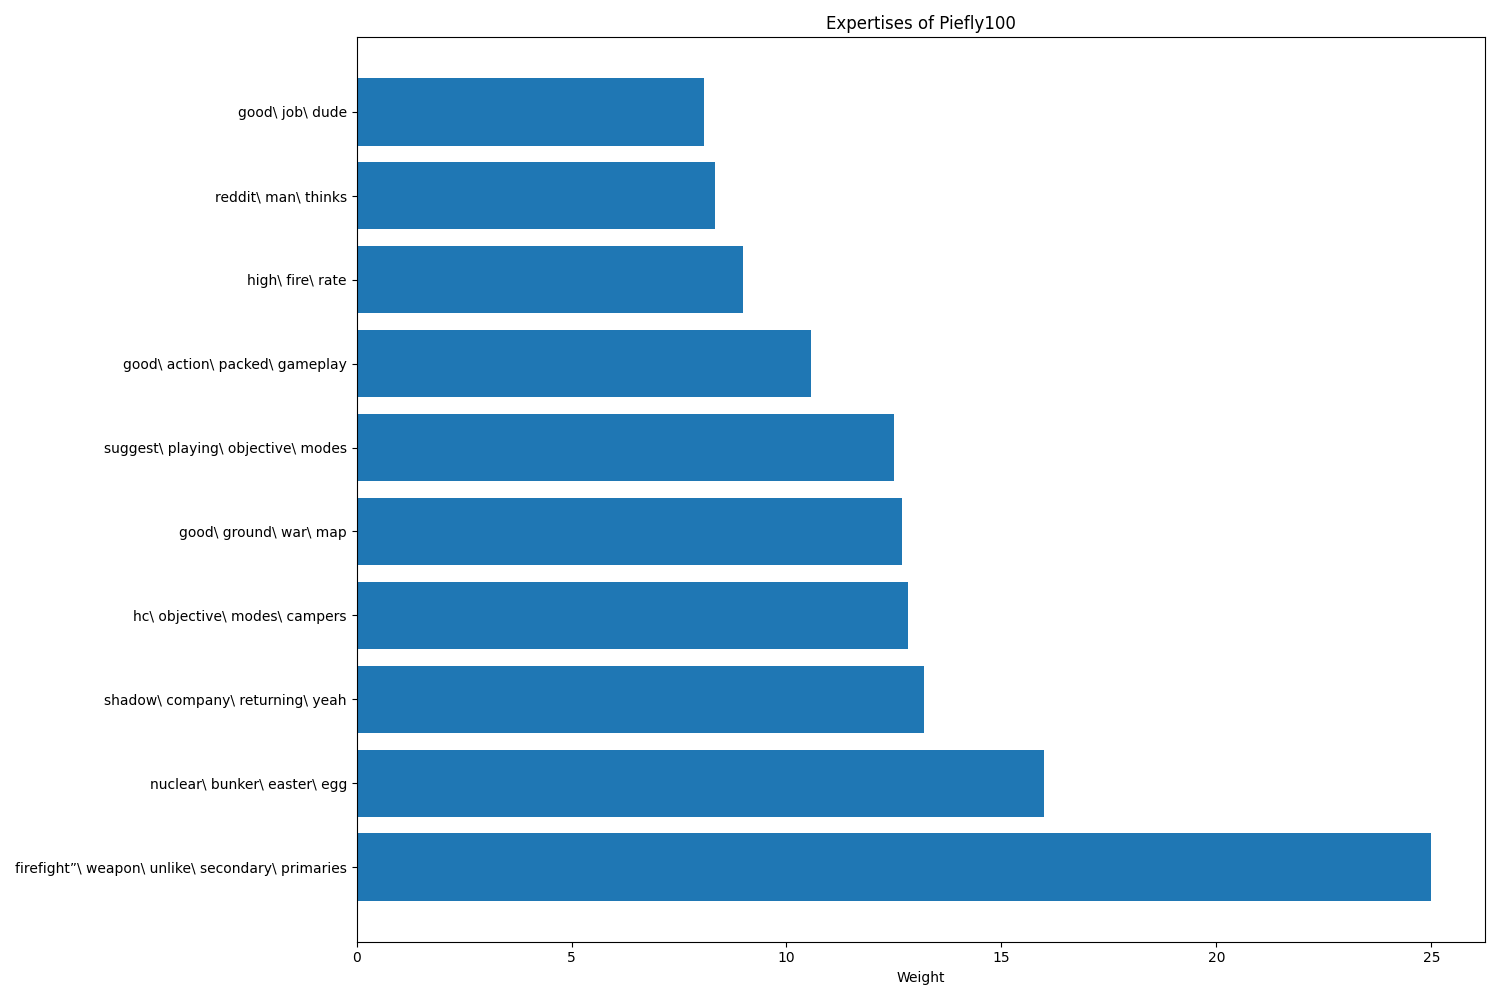 Expertises of Piefly100
good\ job\ dude
reddit\ man\ thinks
high\ fire\ rate
good\ action\ packed\ gameplay
suggest\ playing\ objective\ modes
good\ ground\ war\ map
hc\ objective\ modes\ campers
shadow\ company\ returning\ yeah
nuclear\ bunker\ easter\ egg
firefight”\ weapon\ unlike\ secondary\ primaries
0 5 10 15 20 25
Weight